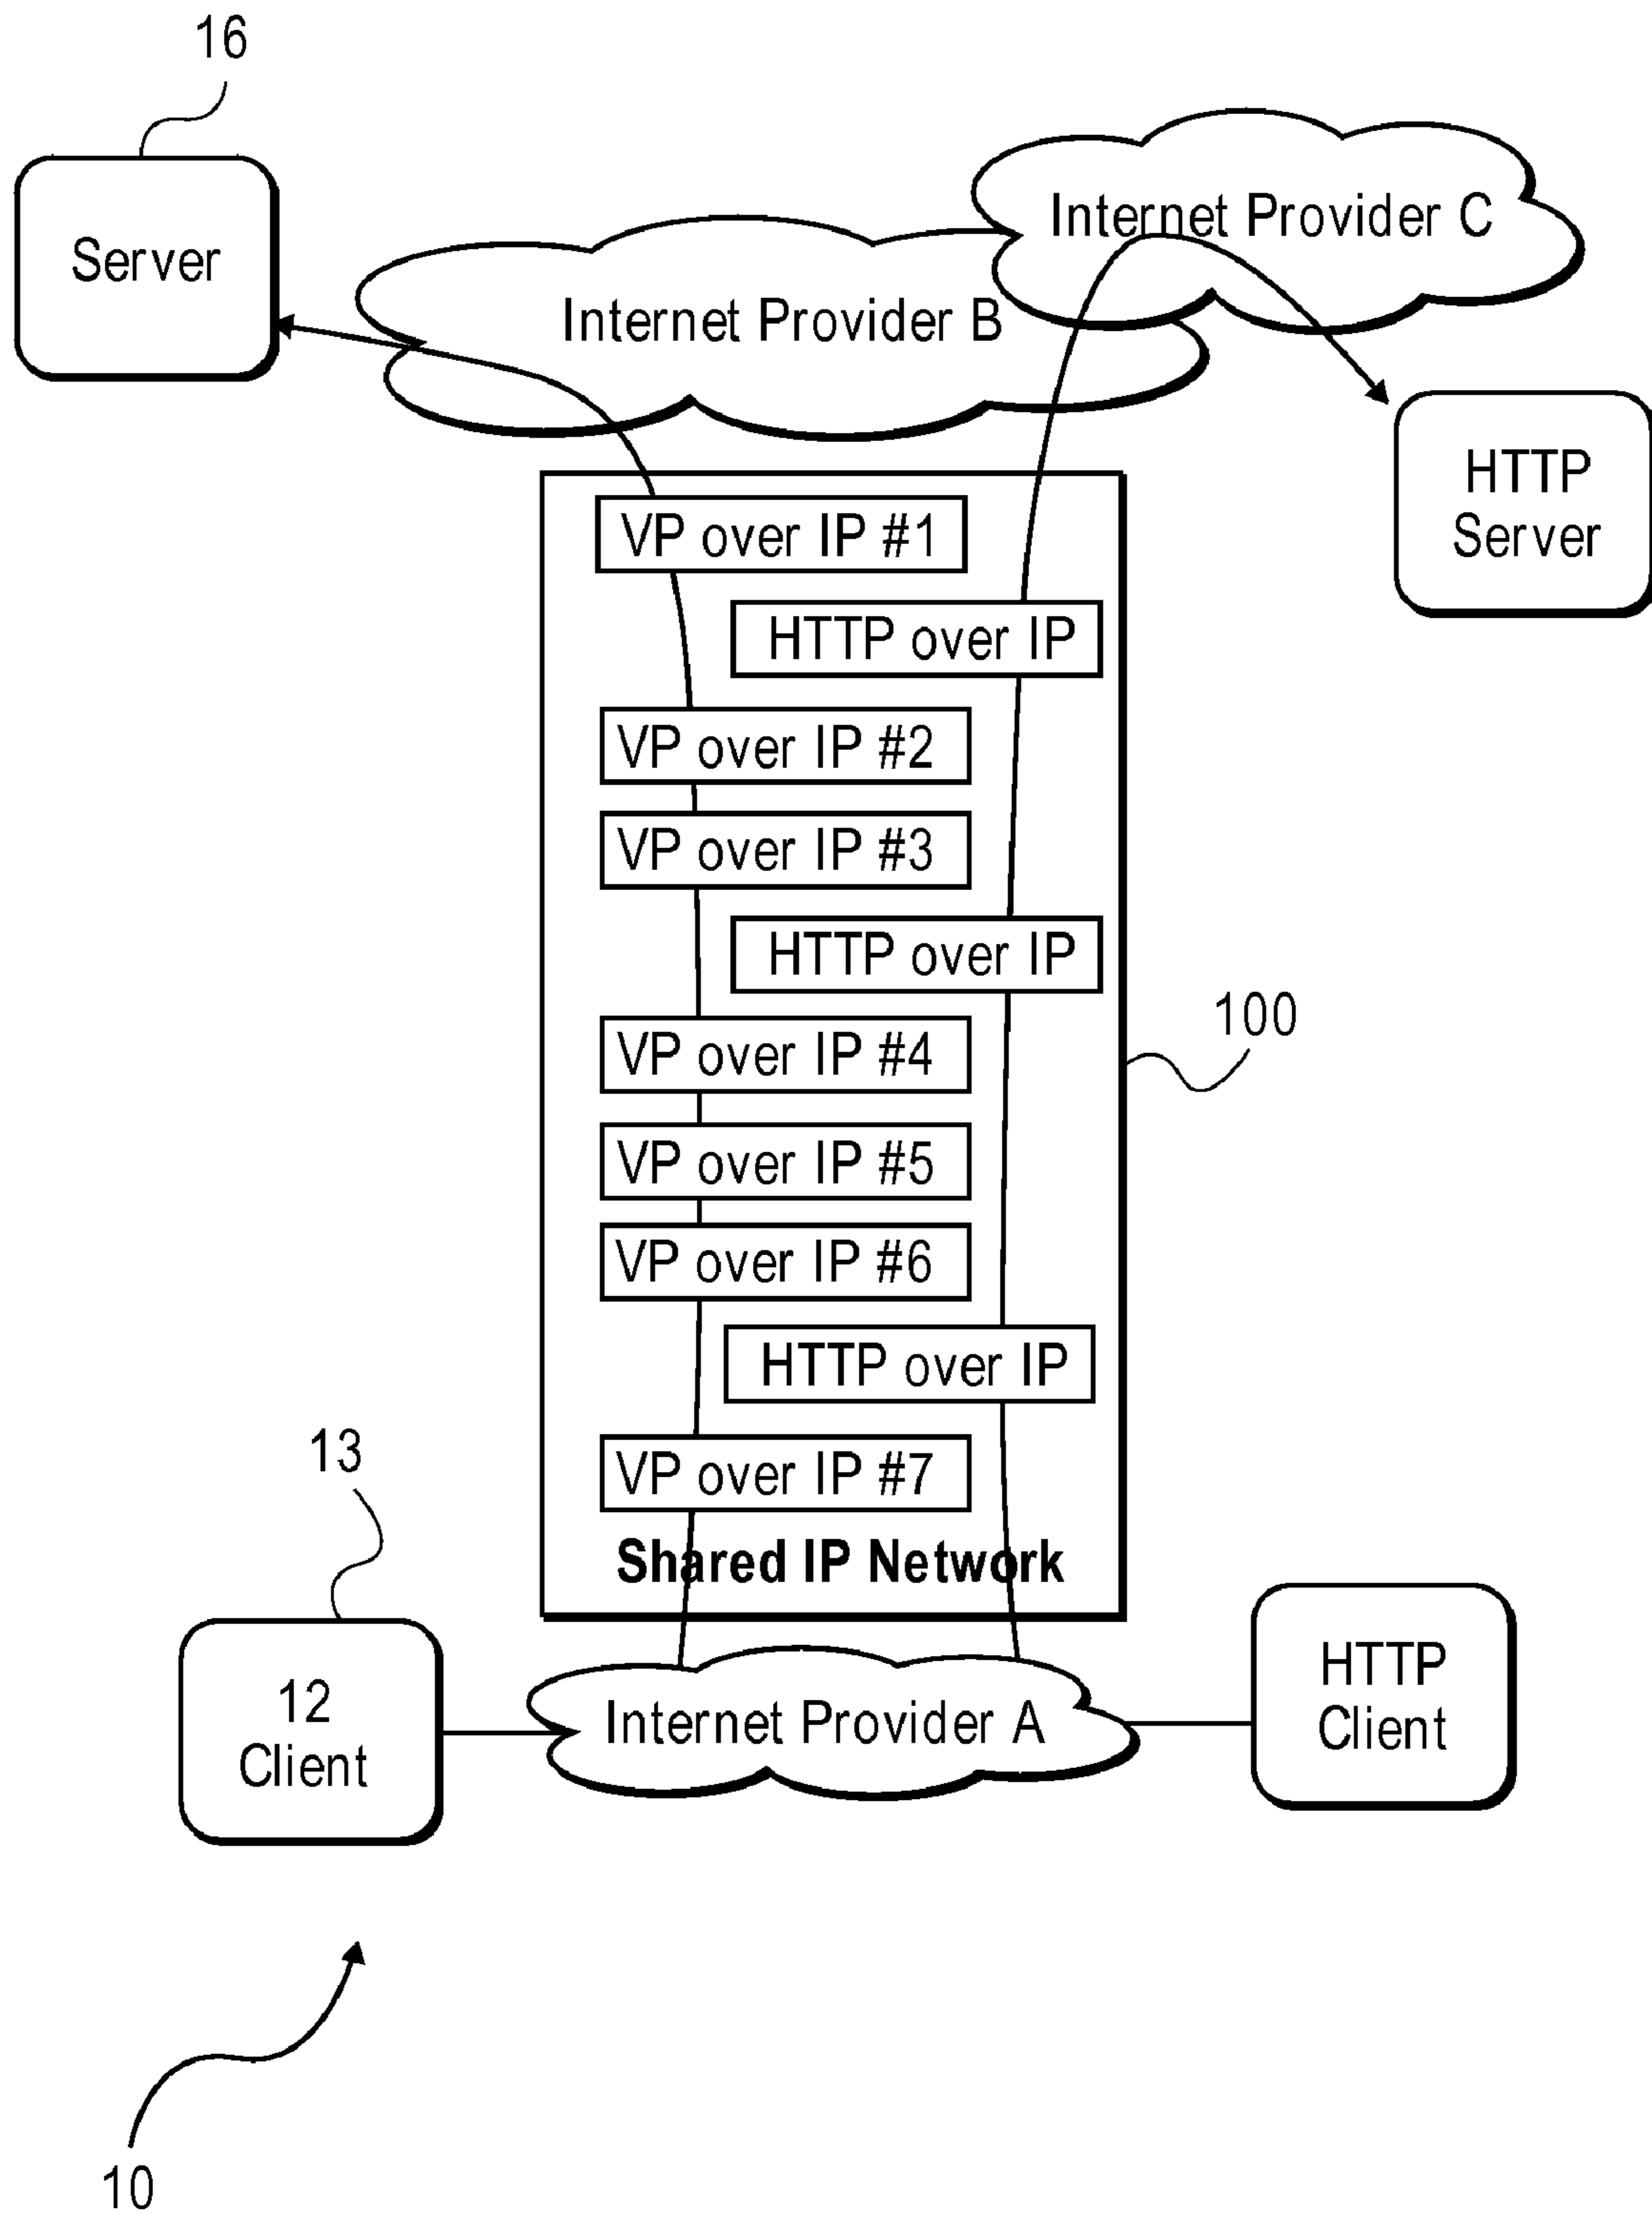 16
Server
Internet Provider C
Internet Provider B
HTTP
Server
VP over IP #1
HTTP over IP
VP over IP #2
VP over IP #3
HTTP over IP
100
VP over IP #4
VP over IP #5
VP over IP #6
HTTP over IP
13
VP over IP #7
Shared IP Network
12
Client
Internet Provider A
HTTP
Client
10